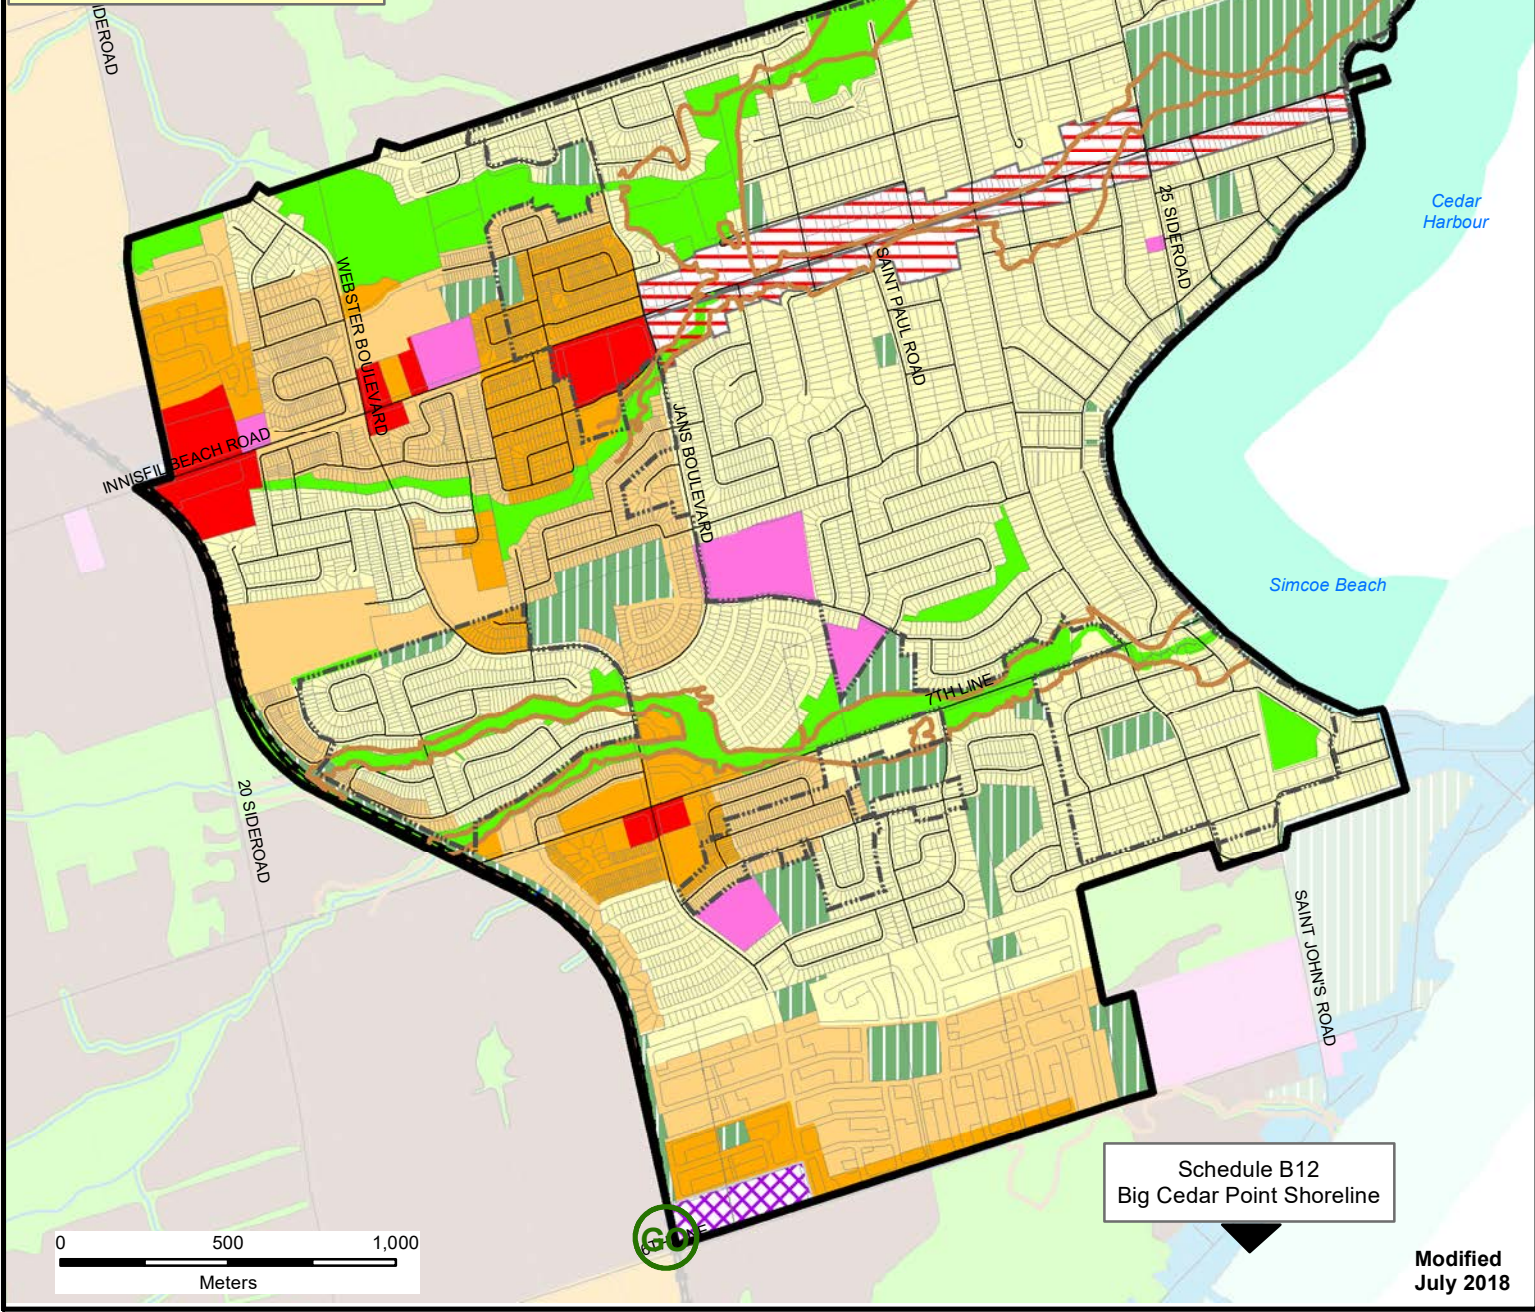 IDEROAD
Cedar
Harbour
25 SIDEROAD
WEBSTER BOULEVARD
SAINT PAUL ROAD
INNISFIL BEACH ROAD
JANS BOULEVARD
Simcoe Beach
7TH LINE
20 SIDEROAD
SAINT JOHN'S ROAD
Schedule B12
Big Cedar Point Shoreline
GO
0 500 1,000
Meters
Modified
July 2018